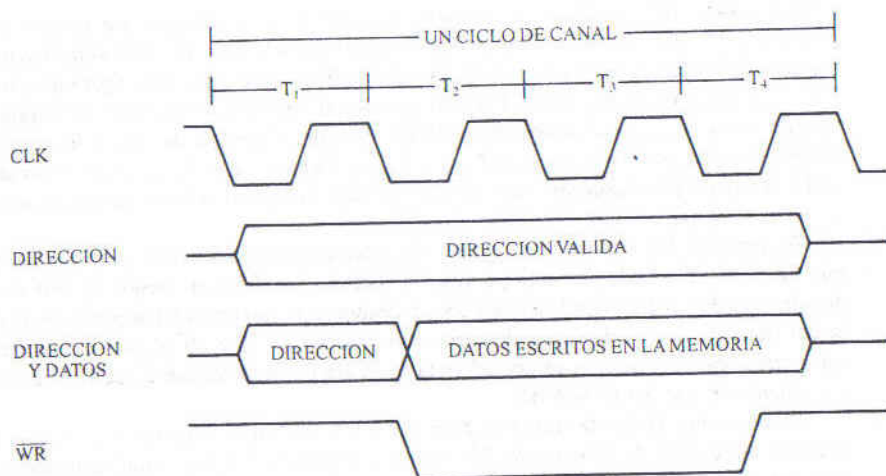 UN CICLO DE CANAL
T1 T2 T3 T4
CLK
DIRECCION
DIRECCION VALIDA
DIRECCION
Y DATOS
DIRECCION
DATOS ESCRITOS EN LA MEMORIA
WR